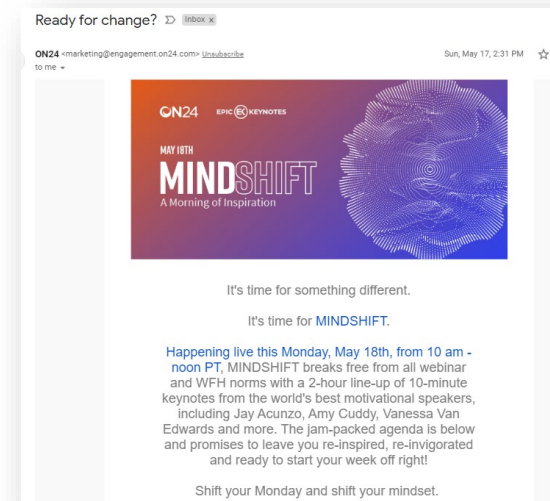 Ready for change? Inbox x
ON24 <marketing@engagement.on24.com> Unsubscribe
Sun, May 17, 2:31 PM
to me
ON24 EPIC EK KEYNOTES
MAY 18TH
MINDSHIFT
A Morning of Inspiration
It's time for something different.
It's time for MINDSHIFT.
Happening live this Monday, May 18th, from 10 am -
noon PT, MINDSHIFT breaks free from all webinar
and WFH norms with a 2-hour line-up of 10-minute
keynotes from the world's best motivational speakers,
including Jay Acunzo, Amy Cuddy, Vanessa Van
Edwards and more. The jam-packed agenda is below
and promises to leave you re-inspired, re-invigorated
and ready to start your week off right!
Shift your Monday and shift your mindset.